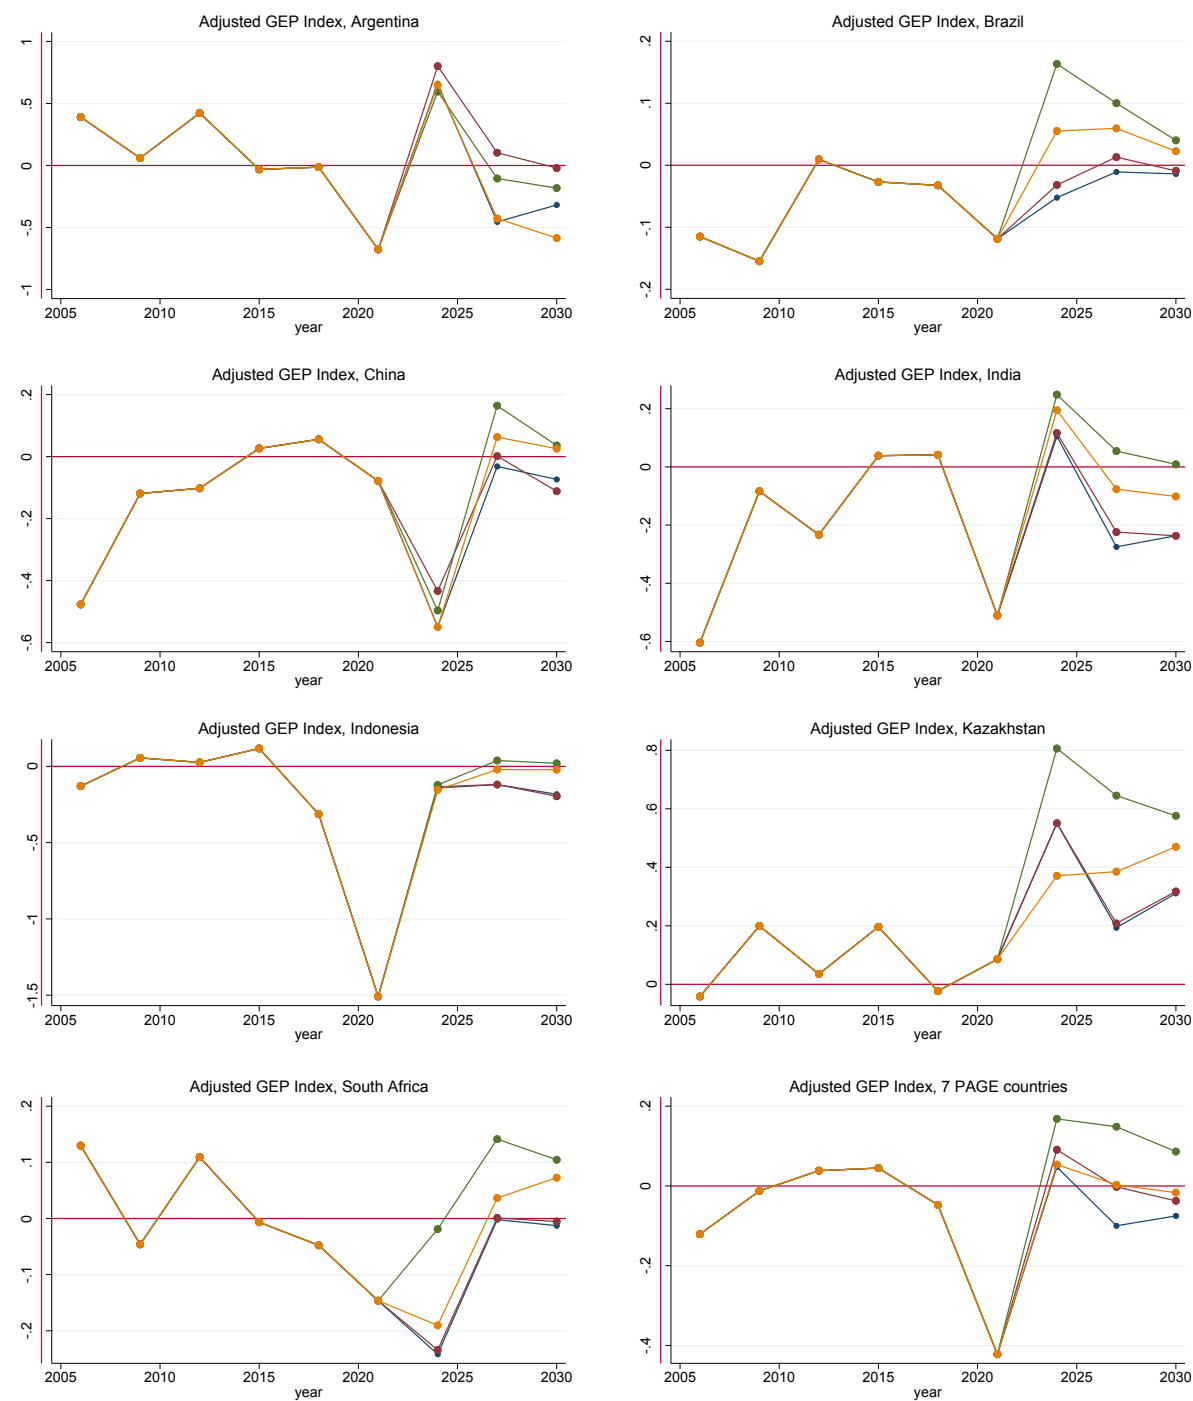 Adjusted GEP Index, Argentina
1
.5
0
-.5
-1
2005 2010 2015 2020 2025 2030
year
Adjusted GEP Index, Brazil
.2
.1
0
-.1
-.2
2005 2010 2015 2020 2025 2030
year
Adjusted GEP Index, China
.2
0
-.2
-.4
-.6
2005 2010 2015 2020 2025 2030
year
Adjusted GEP Index, India
.2
0
-.2
-.4
-.6
2005 2010 2015 2020 2025 2030
year
Adjusted GEP Index, Indonesia
0
-.5
-1
-1.5
2005 2010 2015 2020 2025 2030
year
Adjusted GEP Index, Kazakhstan
.8
.6
.4
.2
0
2005 2010 2015 2020 2025 2030
year
Adjusted GEP Index, South Africa
.2
.1
0
-.1
-.2
2005 2010 2015 2020 2025 2030
year
Adjusted GEP Index, 7 PAGE countries
.2
0
-.2
-.4
2005 2010 2015 2020 2025 2030
year